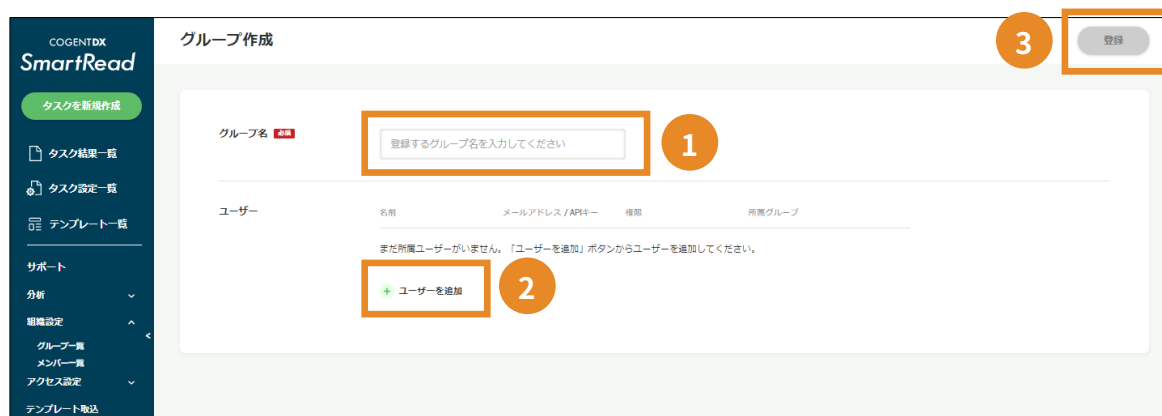 COGENTDX
SmartRead
タスクを新規作成
タスク結果一覧
タスク設定一覧
テンプレート一覧
サポート
分析
組織設定
グループ一覧
メンバー一覧
アクセス設定
テンプレート取込
グループ作成
3
登録
グループ名 必須
登録するグループ名を入力してください
1
ユーザー
名前 メールアドレス / APIキー 権限 所属グループ
まだ所属ユーザーがいません。「ユーザーを追加」ボタンからユーザーを追加してください。
+ ユーザーを追加
2